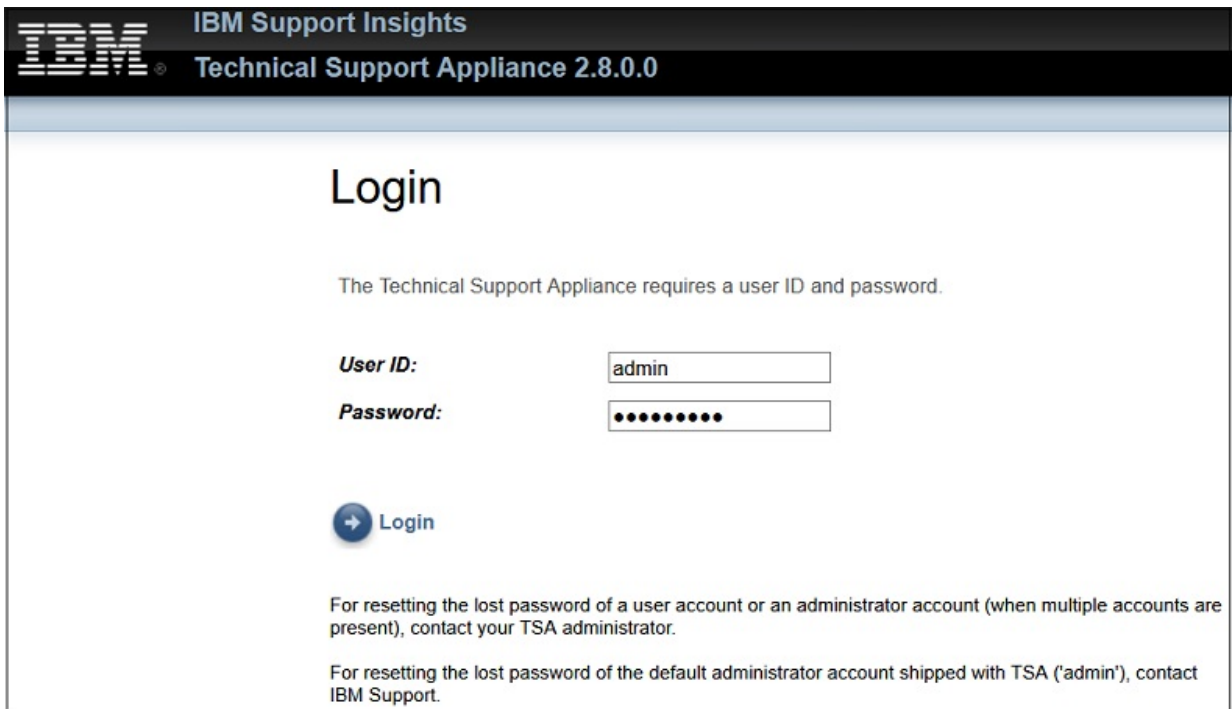 IBM®
IBM Support Insights
Technical Support Appliance 2.8.0.0
Login
The Technical Support Appliance requires a user ID and password.
User ID:
admin
Password:
•••••••••
Login
For resetting the lost password of a user account or an administrator account (when multiple accounts are
present), contact your TSA administrator.
For resetting the lost password of the default administrator account shipped with TSA ('admin'), contact
IBM Support.